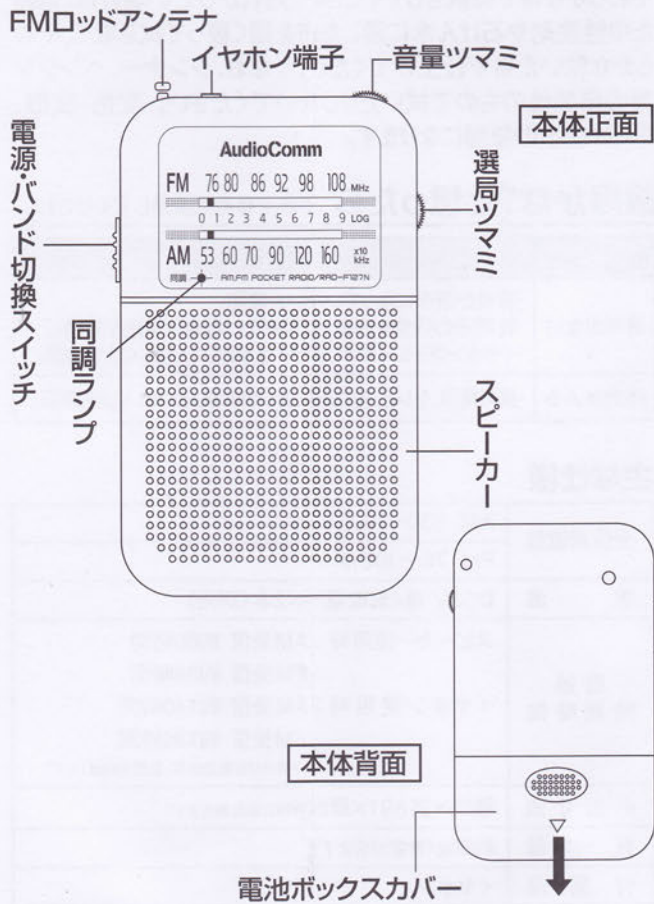 FMロッドアンテナ
イヤホン端子
音量ツマミ
本体正面
電源・バンド切換スイッチ
選局ツマミ
AudioComm
FM 76 80 86 92 98 108 MHz
0 1 2 3 4 5 6 7 8 9 LOG
AM 53 60 70 90 120 160 x10 kHz
同調 AM/FM POCKET RADIO/RAD-F127N
同調ランプ
スピーカー
本体背面
電池ボックスカバー